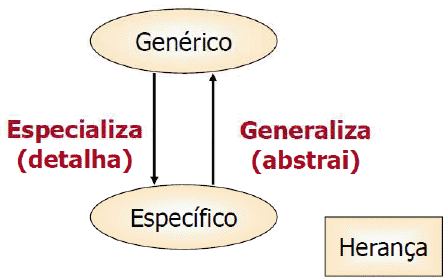 Genérico
Especializa
(detalha)
Generaliza
(abstrai)
Específico
Herança